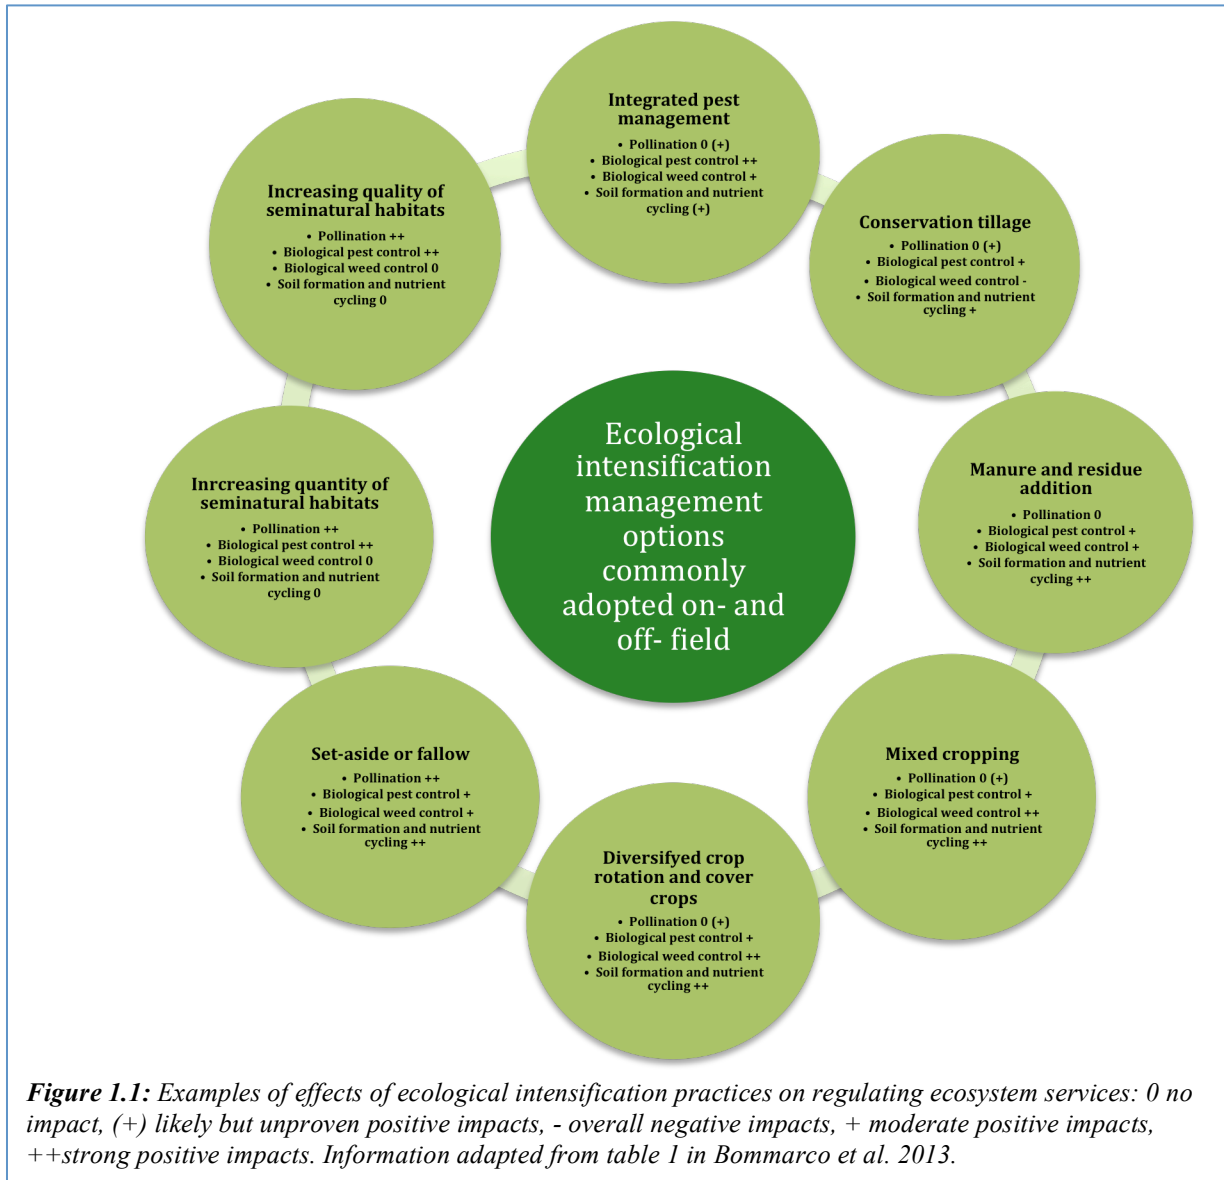 Integrated pest
management
• Pollination 0 (+)
• Biological pest control ++
• Biological weed control +
• Soil formation and nutrient
cycling (+)
Conservation tillage
• Pollination 0 (+)
• Biological pest control +
• Biological weed control -
• Soil formation and nutrient
cycling +
Manure and residue
addition
• Pollination 0
• Biological pest control +
• Biological weed control +
• Soil formation and nutrient
cycling ++
Mixed cropping
• Pollination 0 (+)
• Biological pest control +
• Biological weed control ++
• Soil formation and nutrient
cycling ++
Diversifyed crop
rotation and cover
crops
• Pollination 0 (+)
• Biological pest control +
• Biological weed control ++
• Soil formation and nutrient
cycling ++
Set-aside or fallow
• Pollination ++
• Biological pest control +
• Biological weed control +
• Soil formation and nutrient
cycling ++
Inrcreasing quantity of
seminatural habitats
• Pollination ++
• Biological pest control ++
• Biological weed control 0
• Soil formation and nutrient
cycling 0
Increasing quality of
seminatural habitats
• Pollination ++
• Biological pest control ++
• Biological weed control 0
• Soil formation and nutrient
cycling 0
Ecological
intensification
management
options
commonly
adopted on- and
off- field
Figure 1.1: Examples of effects of ecological intensification practices on regulating ecosystem services: 0 no
impact, (+) likely but unproven positive impacts, - overall negative impacts, + moderate positive impacts,
++strong positive impacts. Information adapted from table 1 in Bommarco et al. 2013.